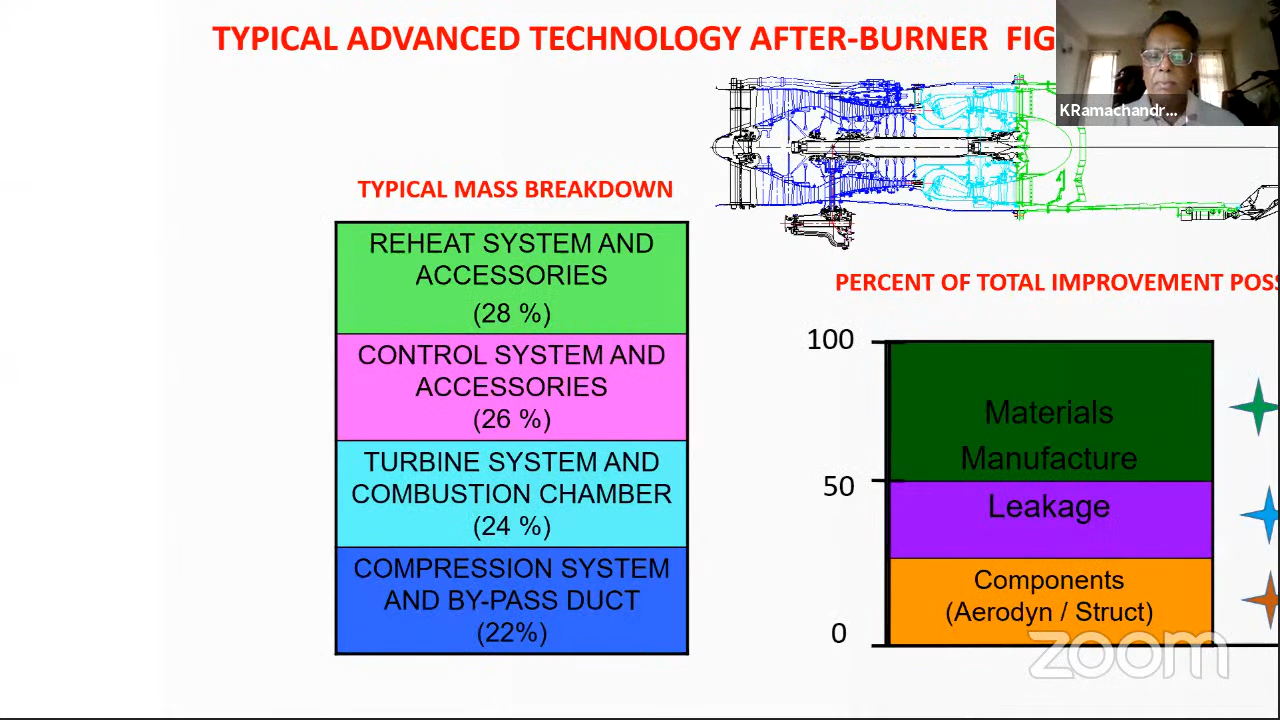 TYPICAL ADVANCED TECHNOLOGY AFTER-BURNER FIG
KRamachandr...
TYPICAL MASS BREAKDOWN
REHEAT SYSTEM AND
ACCESSORIES
(28 %)
CONTROL SYSTEM AND
ACCESSORIES
(26 %)
TURBINE SYSTEM AND
COMBUSTION CHAMBER
(24 %)
COMPRESSION SYSTEM
AND BY-PASS DUCT
(22%)
PERCENT OF TOTAL IMPROVEMENT POSS
100
Materials
Manufacture
50
Leakage
Components
(Aerodyn / Struct)
0
zoom